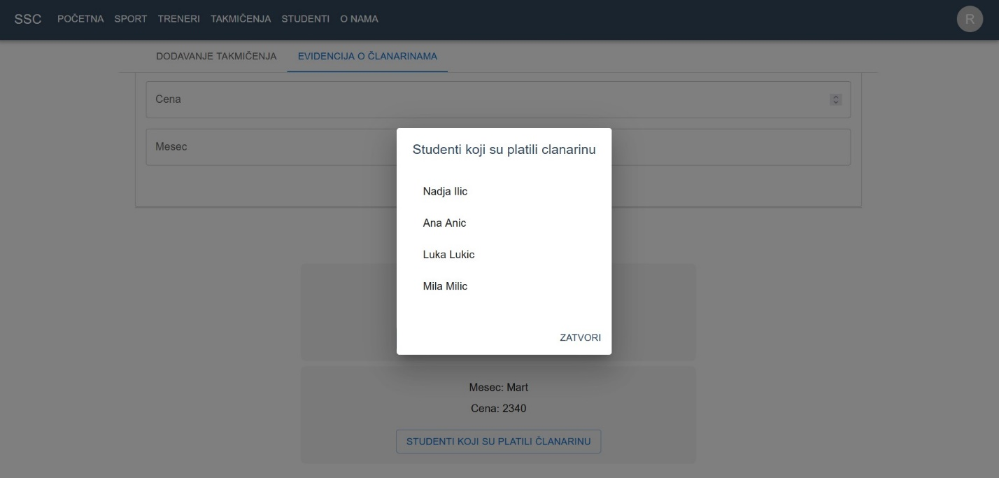 SSC POČETNA SPORT TRENERI TAKMIČENJA STUDENTI O NAMA R
DODAVANJE TAKMIČENJA EVIDENCIJA O ČLANARINAMA
Cena
Mesec
Studenti koji su platili clanarinu
Nadja Ilic
Ana Anic
Luka Lukic
Mila Milic
ZATVORI
Mesec: Mart
Cena: 2340
STUDENTI KOJI SU PLATILI ČLANARINU